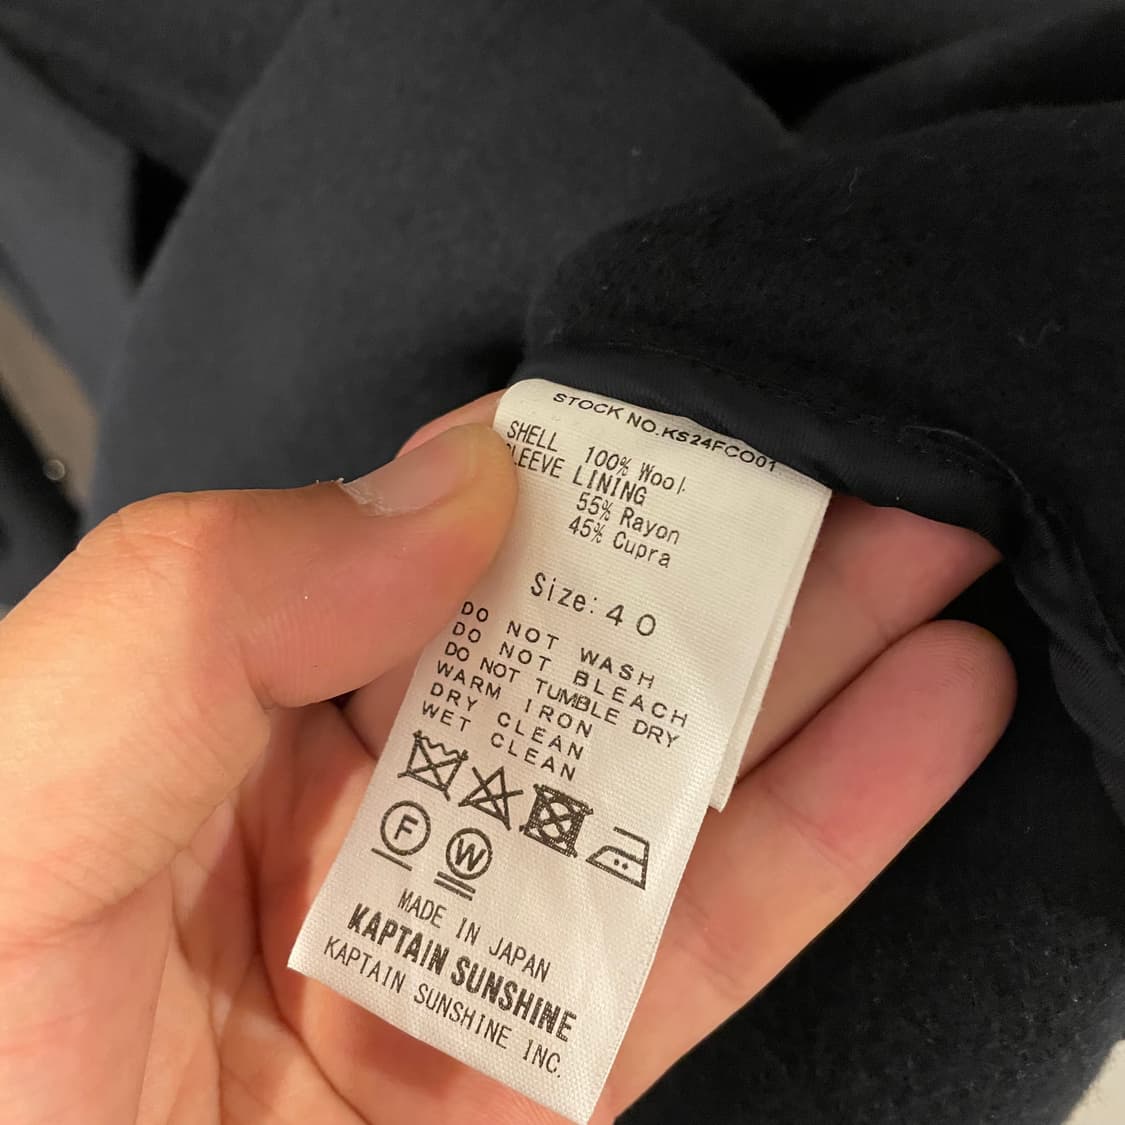 STOCK NO.KS24FCO01
SHELL 100% Wool
SLEEVE LINING
55% Rayon
45% Cupra
Size: 40
DO NOT WASH
DO NOT BLEACH
DO NOT TUMBLE DRY
WARM IRON
DRY CLEAN
WET CLEAN
F
W
MADE IN JAPAN
KAPTAIN SUNSHINE
KAPTAIN SUNSHINE INC.